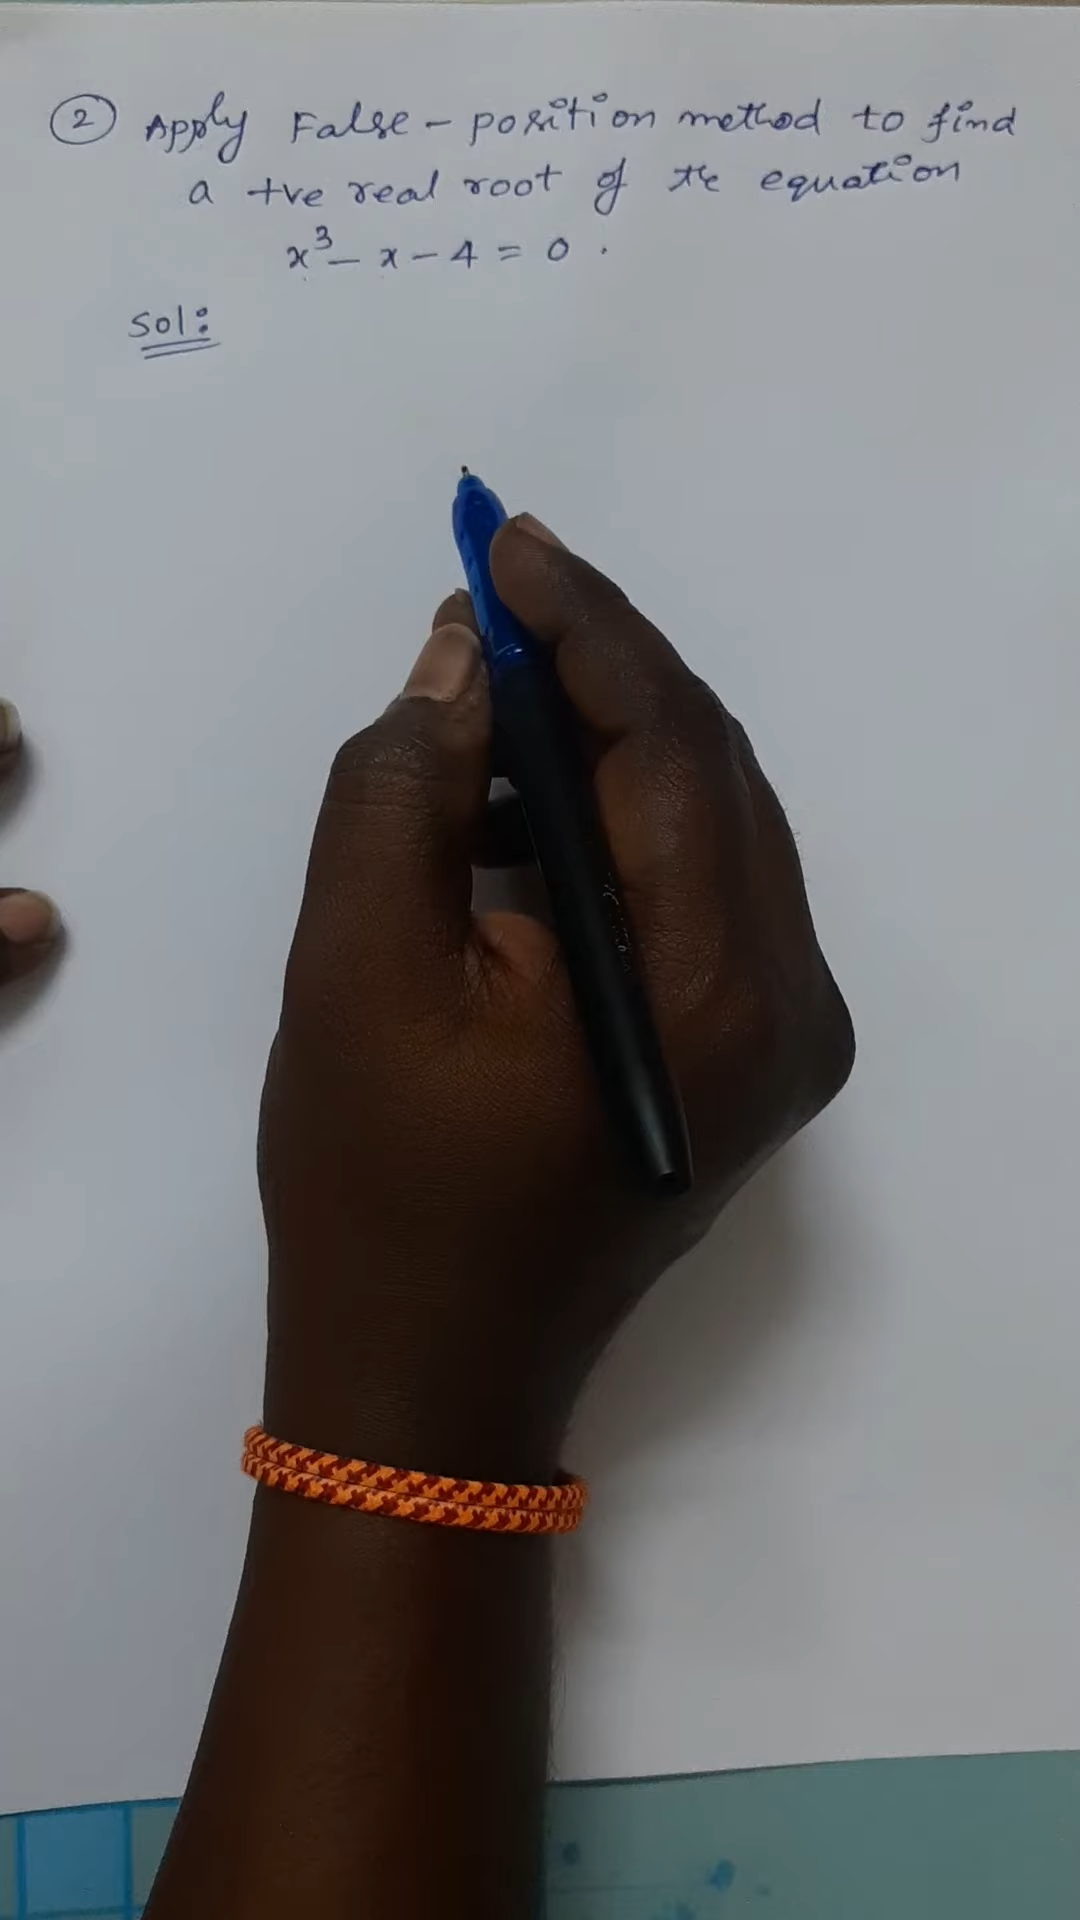 ② Apply False-position method to find
a +ve real root of the equation
x³ - x - 4 = 0 .
Sol: